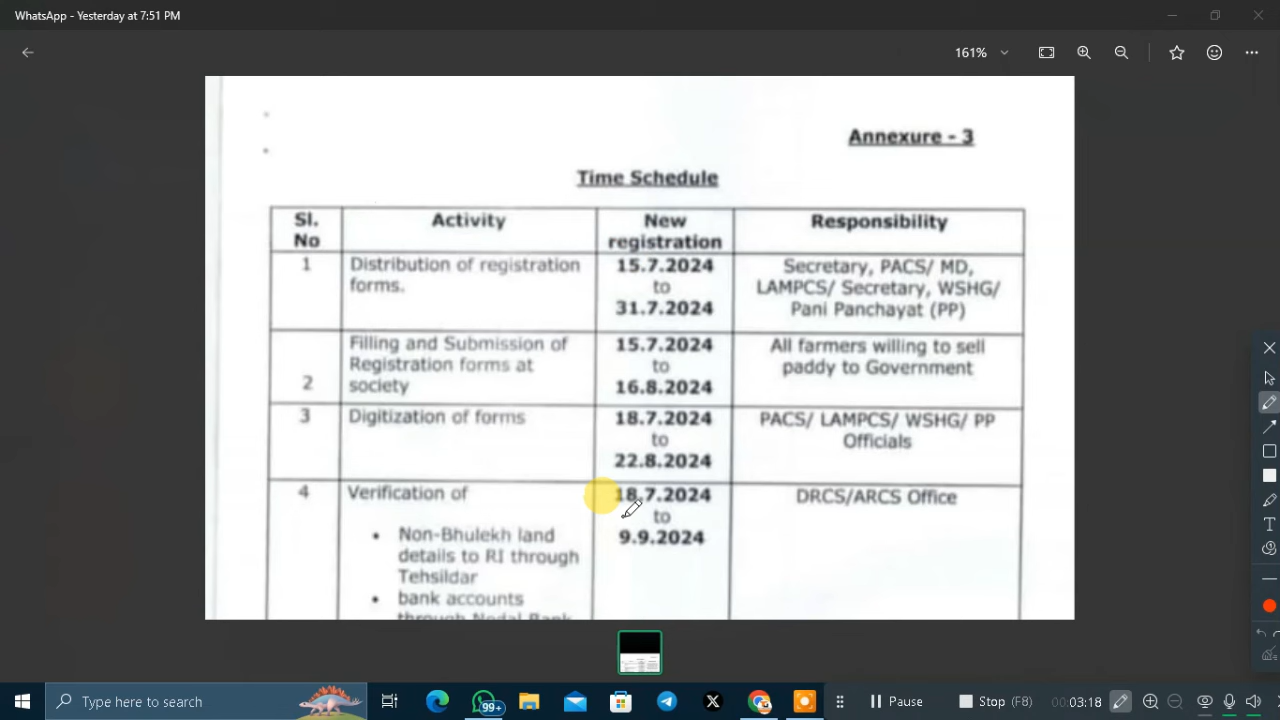 WhatsApp - Yesterday at 7:51 PM
161%
Annexure - 3
Time Schedule
Sl. No
Activity
New registration
Responsibility
1
Distribution of registration forms.
15.7.2024
to
31.7.2024
Secretary, PACS/ MD,
LAMPCS/ Secretary, WSHG/
Pani Panchayat (PP)
2
Filling and Submission of
Registration forms at
society
15.7.2024
to
16.8.2024
All farmers willing to sell
paddy to Government
3
Digitization of forms
18.7.2024
to
22.8.2024
PACS/ LAMPCS/ WSHG/ PP
Officials
4
Verification of
• Non-Bhulekh land
details to RI through
Tehsildar
• bank accounts
through Nodal Bank
18.7.2024
to
9.9.2024
DRCS/ARCS Office
Type here to search
99+
Pause
Stop (F8)
00:03:18